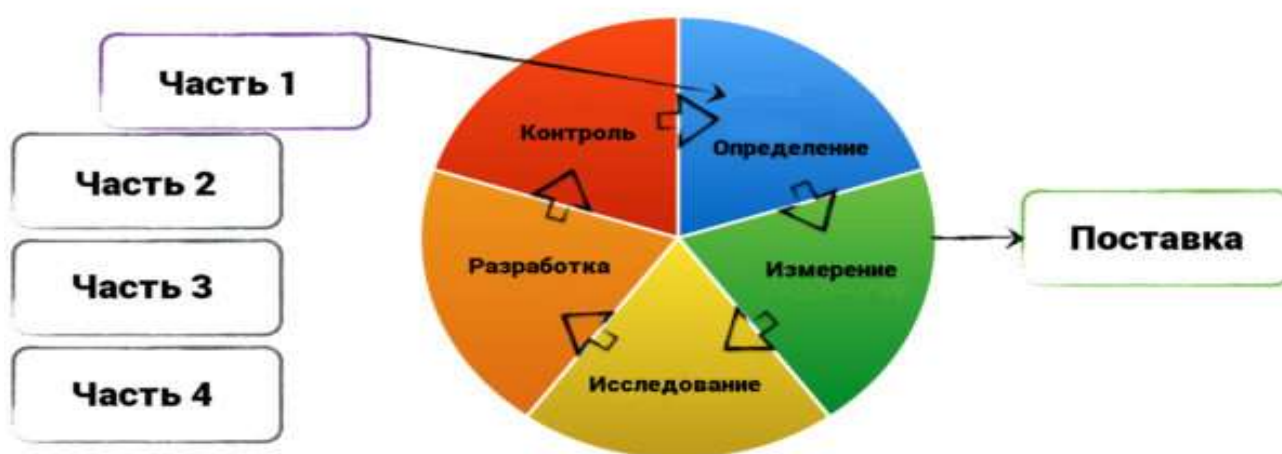 Часть 1
Часть 2
Часть 3
Часть 4
Контроль
Определение
Разработка
Измерение
Исследование
Поставка